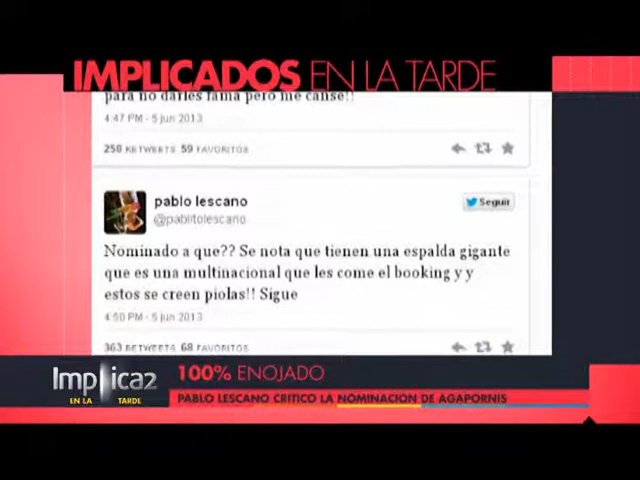 IMPLICADOS EN LA TARDE
para no darles fama pero me canse!!
4:47 PM - 5 jun 2013
250 RETWEETS 59 FAVORITOS
pablo lescano
Seguir
@pablitolescano
Nominado a que?? Se nota que tienen una espalda gigante
que es una multinacional que les come el booking y y
estos se creen piolas!! Sigue
4:50 PM - 5 jun 2013
363 RETWEETS 68 FAVORITOS
Implica2
EN LA TARDE
100% ENOJADO
PABLO LESCANO CRITICO LA NOMINACION DE AGAPORNIS